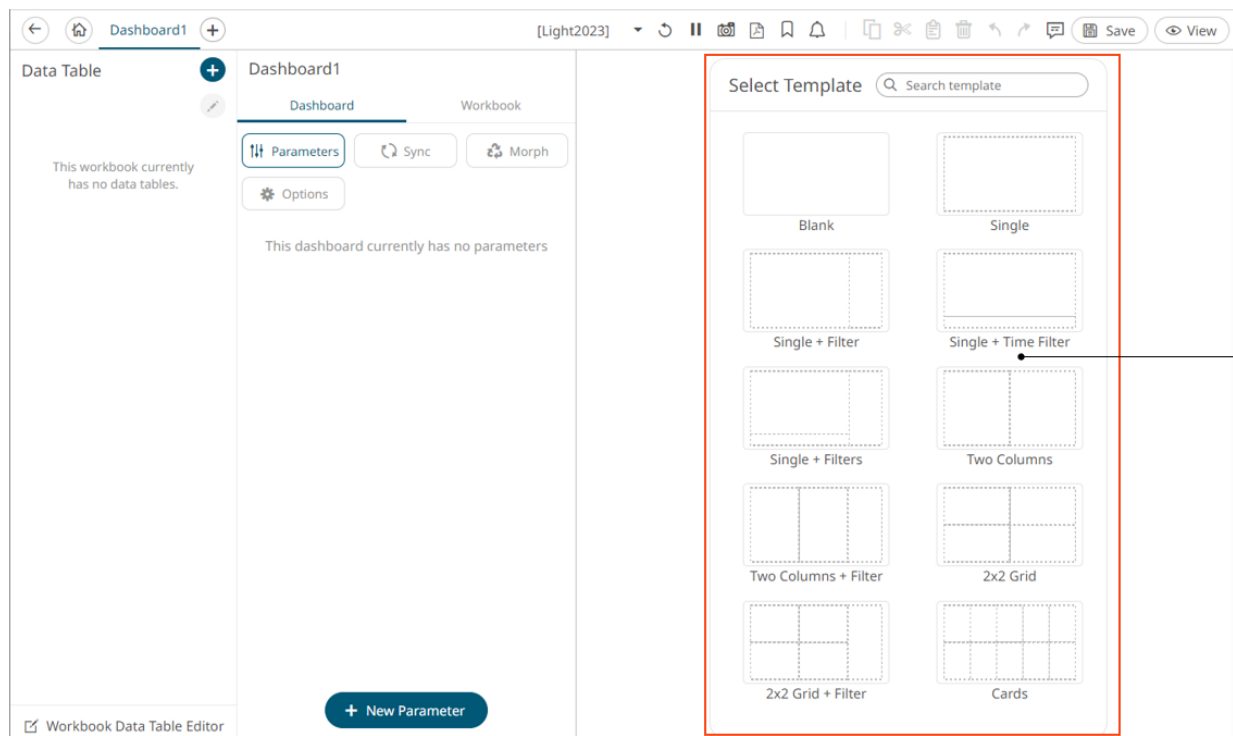 Dashboard1
[Light2023]
Save
View
Data Table
This workbook currently
has no data tables.
Workbook Data Table Editor
Dashboard1
Dashboard
Workbook
Parameters
Sync
Morph
Options
This dashboard currently has no parameters
+ New Parameter
Select Template
Search template
Blank
Single
Single + Filter
Single + Time Filter
Single + Filters
Two Columns
Two Columns + Filter
2x2 Grid
2x2 Grid + Filter
Cards